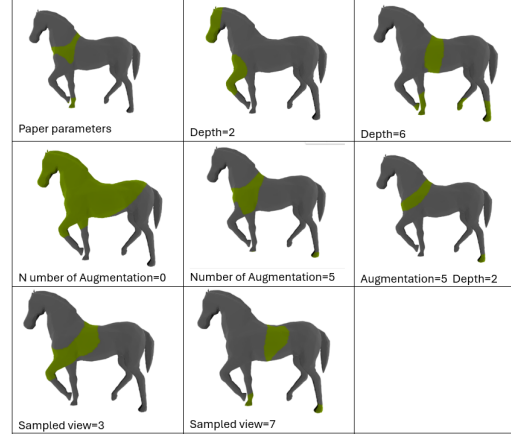 Paper parameters
Depth=2
Depth=6
N umber of Augmentation=0
Number of Augmentation=5
Augmentation=5 Depth=2
Sampled view=3
Sampled view=7